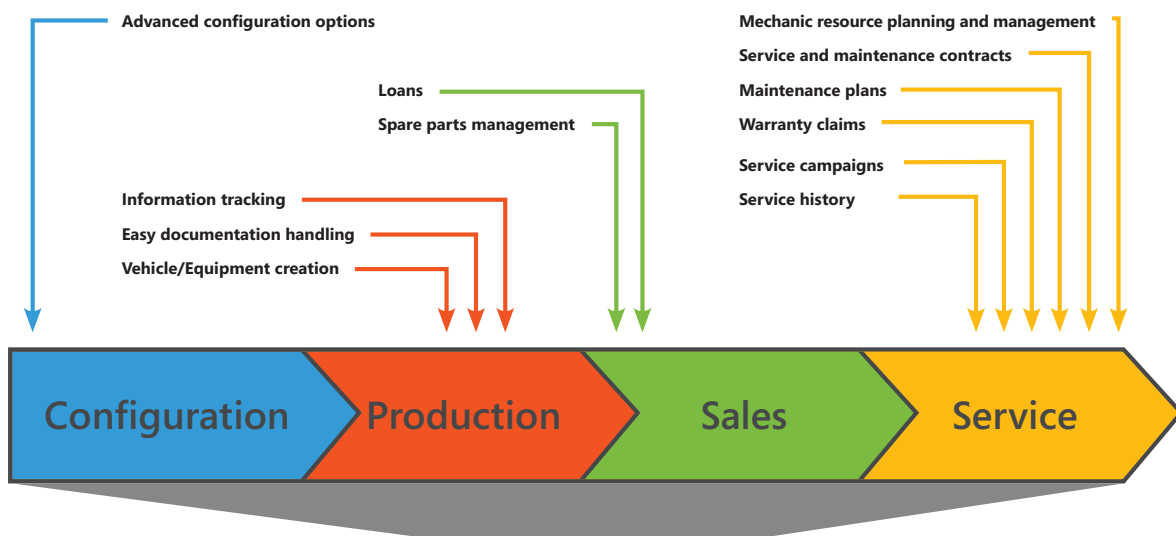 Advanced configuration options
Loans
Spare parts management
Information tracking
Easy documentation handling
Vehicle/Equipment creation
Mechanic resource planning and management
Service and maintenance contracts
Maintenance plans
Warranty claims
Service campaigns
Service history
Configuration
Production
Sales
Service